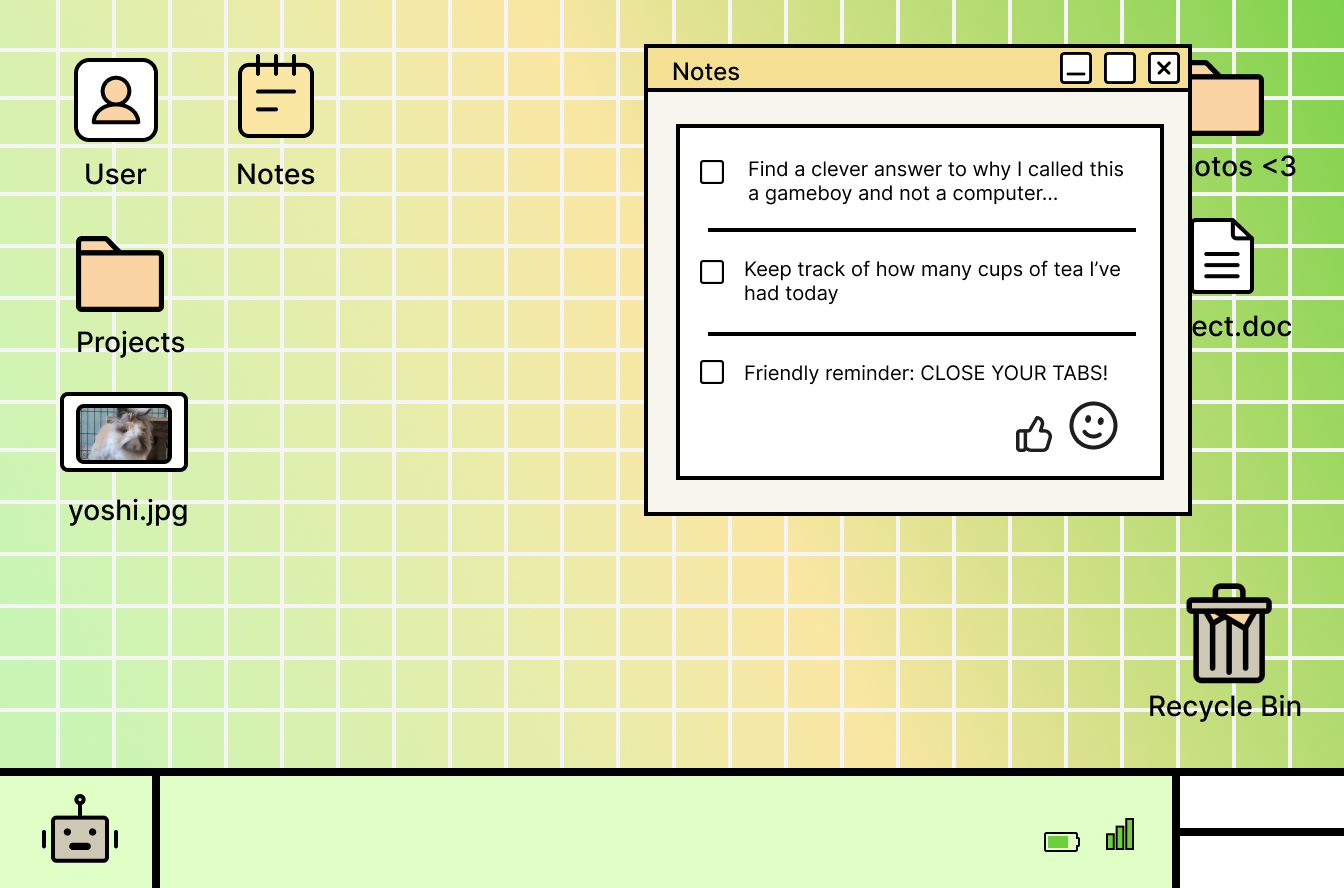 Notes
User
Notes
otos <3
Find a clever answer to why I called this
a gameboy and not a computer...
Keep track of how many cups of tea I’ve
had today
ect.doc
Projects
Friendly reminder: CLOSE YOUR TABS!
yoshi.jpg
Recycle Bin